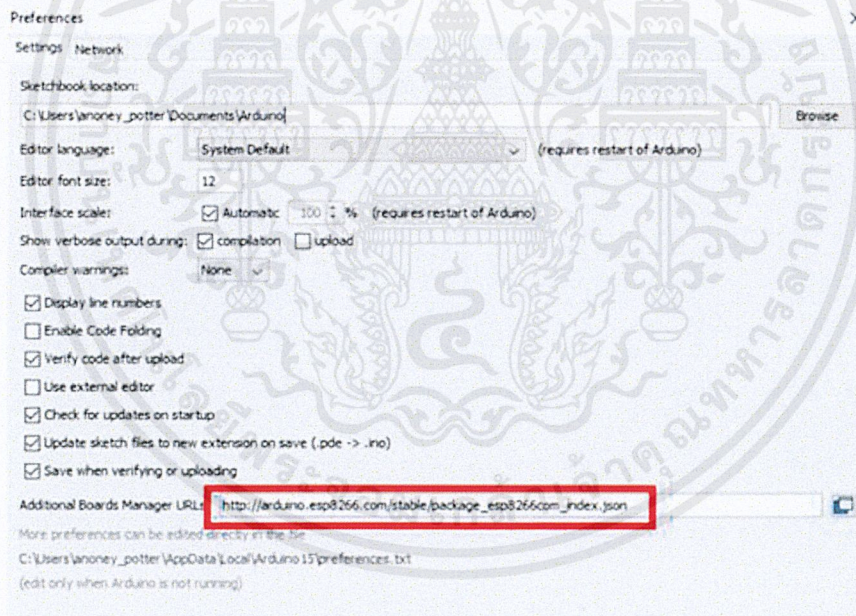 Preferences
Settings Network
Sketchbook location:
C:\Users\anoney_potter\Documents\Arduino Browse
Editor language: System Default (requires restart of Arduino)
Editor font size: 12
Interface scale: Automatic 100 % (requires restart of Arduino)
Show verbose output during: compilation upload
Compiler warnings: None
Display line numbers
Enable Code Folding
Verify code after upload
Use external editor
Check for updates on startup
Update sketch files to new extension on save (.pde -> .ino)
Save when verifying or uploading
Additional Boards Manager URLs http://arduino.esp8266.com/stable/package_esp8266com_index.json
More preferences can be edited directly in the file
C:\Users\anoney_potter\AppData\Local\Arduino15\preferences.txt
(edit only when Arduino is not running)